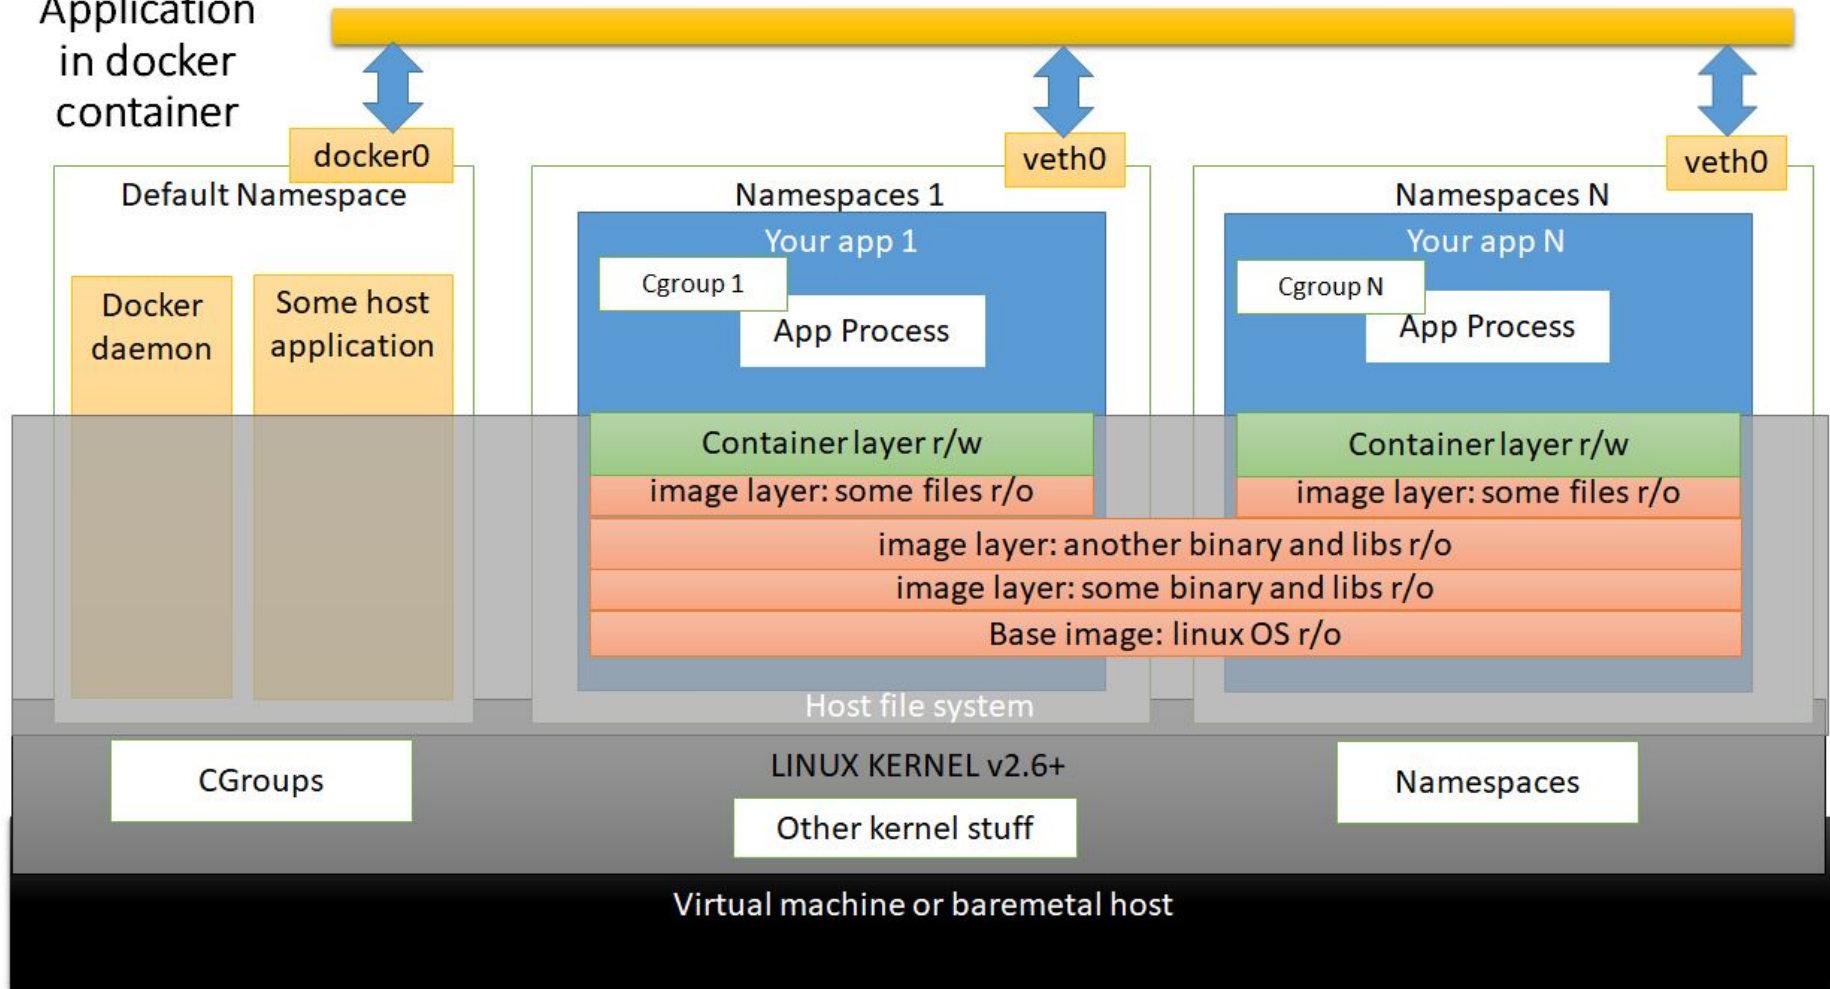 Application
in docker
container
docker0
veth0
veth0
Default Namespace
Namespaces 1
Namespaces N
Your app 1
Your app N
Docker
daemon
Some host
application
Cgroup 1
App Process
Cgroup N
App Process
Container layer r/w
Container layer r/w
image layer: some files r/o
image layer: some files r/o
image layer: another binary and libs r/o
image layer: some binary and libs r/o
Base image: linux OS r/o
Host file system
LINUX KERNEL v2.6+
CGroups
Namespaces
Other kernel stuff
Virtual machine or baremetal host